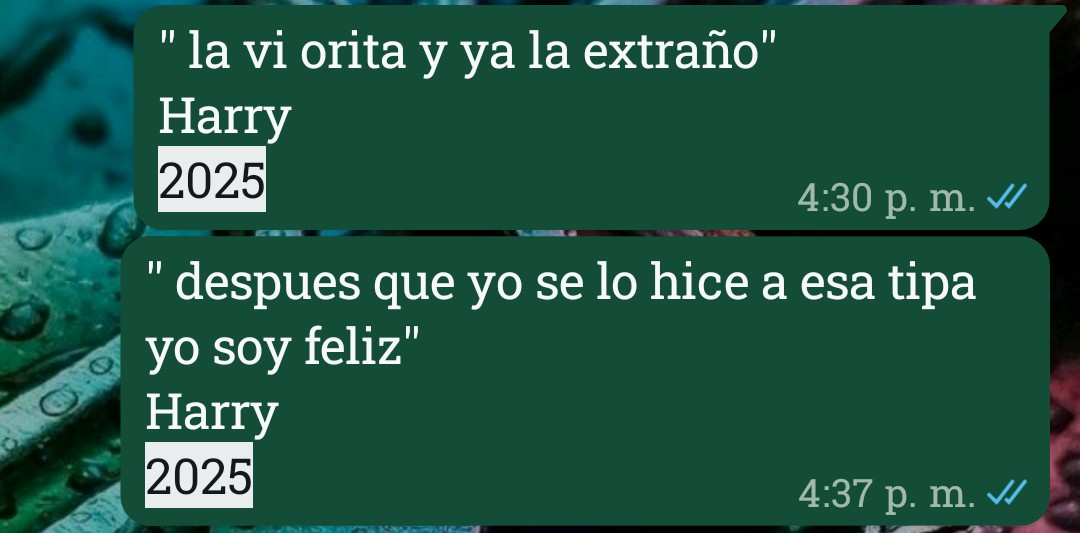 " la vi orita y ya la extraño"
Harry
2025
4:30 p. m.
" despues que yo se lo hice a esa tipa
yo soy feliz"
Harry
2025
4:37 p. m.